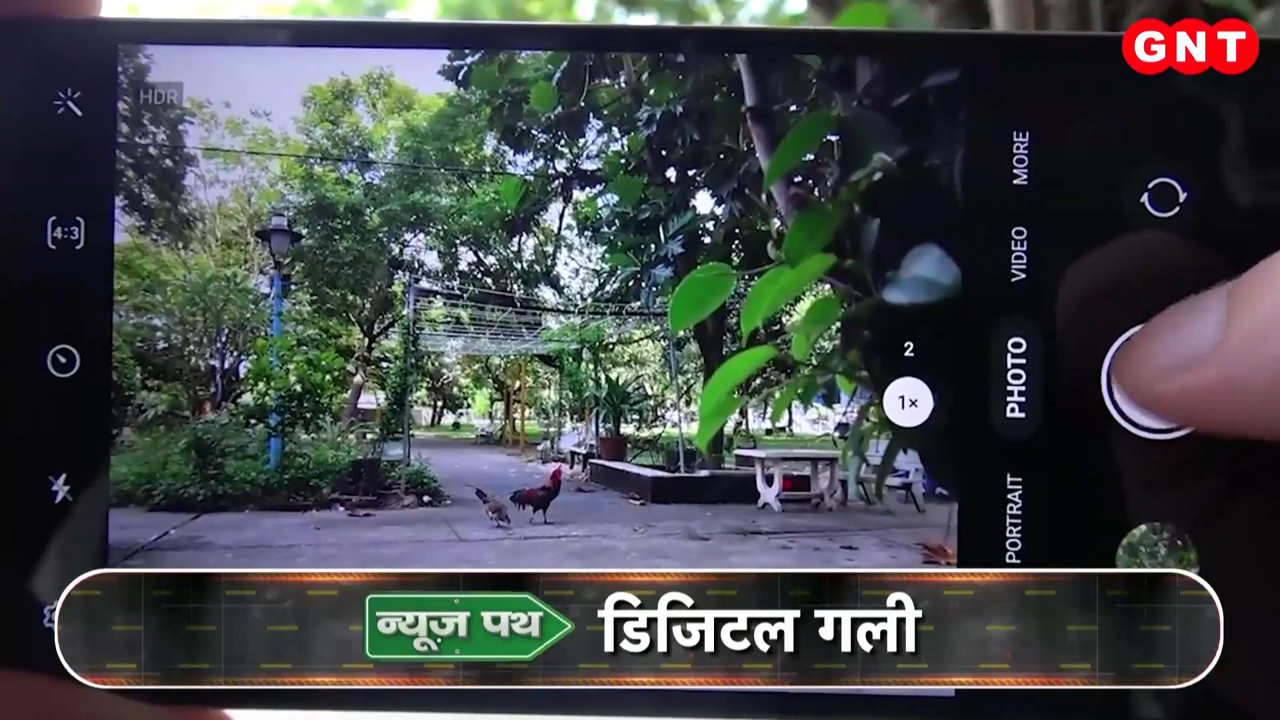 GNT
HDR
4:3
MORE
VIDEO
PHOTO
PORTRAIT
2
1×
न्यूज़ पथ
डिजिटल गली